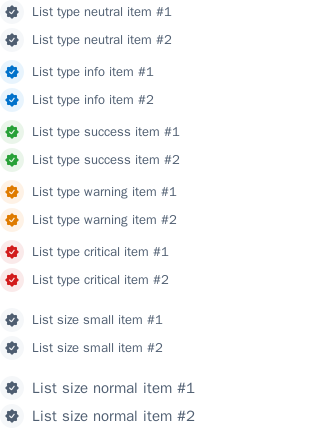 List type neutral item #1
List type neutral item #2
List type info item #1
List type info item #2
List type success item #1
List type success item #2
List type warning item #1
List type warning item #2
List type critical item #1
List type critical item #2
List size small item #1
List size small item #2
List size normal item #1
List size normal item #2